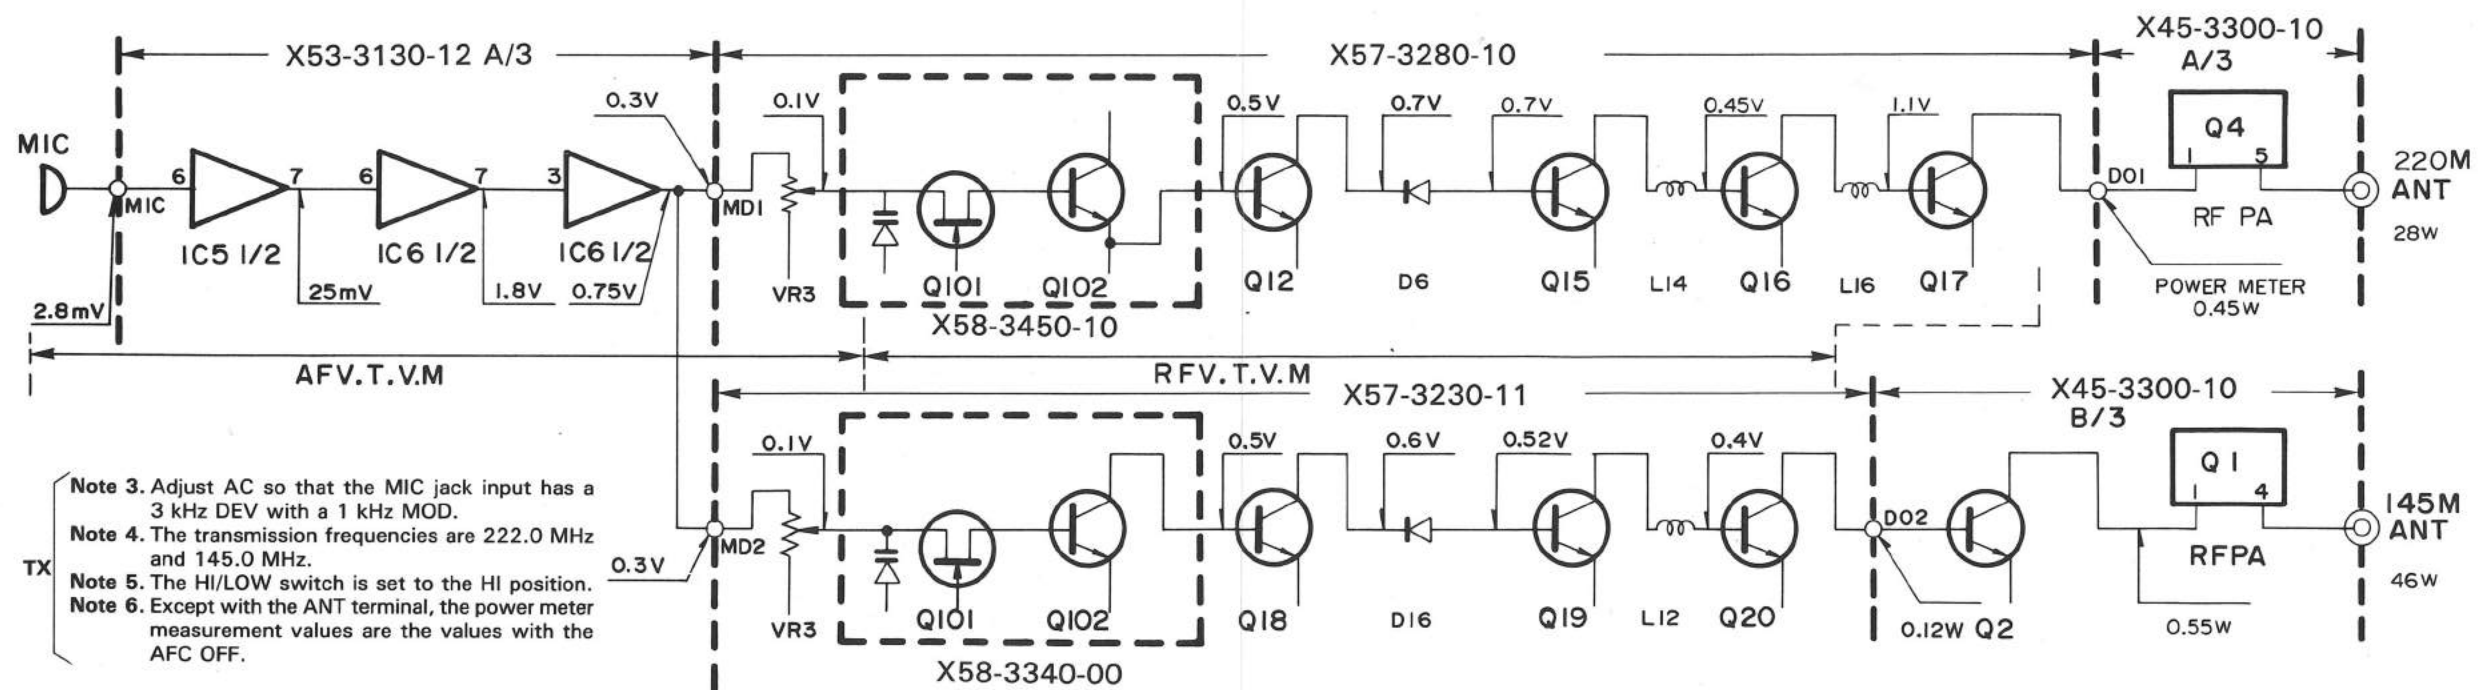 X53-3130-12 A/3
X57-3280-10
X45-3300-10
A/3
0.3V
0.1V
0.5V
0.7V
0.7V
0.45V
1.1V
Q4
1 5
MIC
6 7 6 7 3
MIC
MD1
DO1
220M
ANT
28W
RF PA
IC5 1/2
IC6 1/2
IC6 1/2
25mV
1.8V
0.75V
2.8mV
VR3
Q101
Q102
Q12
D6
Q15
L14
Q16
L16
Q17
POWER METER
0.45W
X58-3450-10
AFV.T.V.M
RFV.T.V.M
X57-3230-11
X45-3300-10
B/3
0.1V
0.5V
0.6V
0.52V
0.4V
Q1
1 4
MD2
DO2
145M
ANT
46W
RFPA
0.3V
VR3
Q101
Q102
Q18
D16
Q19
L12
Q20
0.12W
Q2
0.55W
X58-3340-00
TX
Note 3. Adjust AC so that the MIC jack input has a
3 kHz DEV with a 1 kHz MOD.
Note 4. The transmission frequencies are 222.0 MHz
and 145.0 MHz.
Note 5. The HI/LOW switch is set to the HI position.
Note 6. Except with the ANT terminal, the power meter
measurement values are the values with the
AFC OFF.